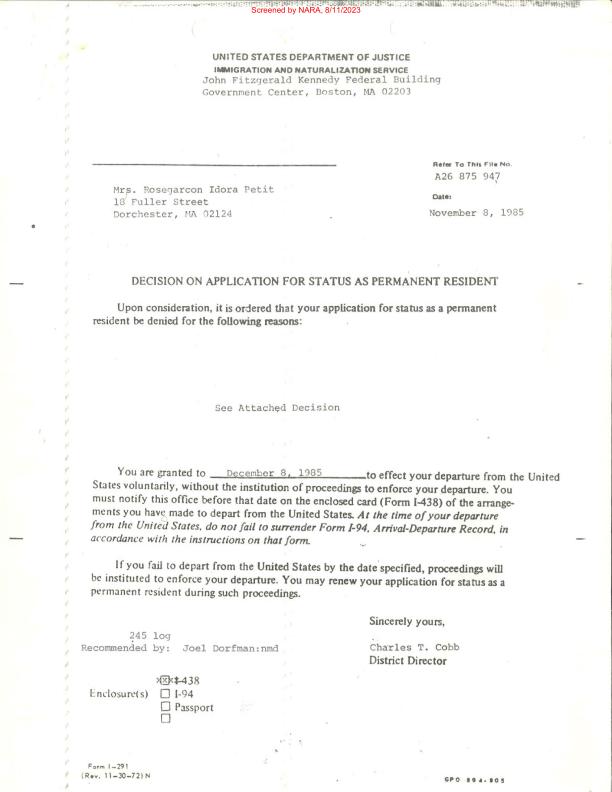 Screened by NARA, 8/11/2023
UNITED STATES DEPARTMENT OF JUSTICE
IMMIGRATION AND NATURALIZATION SERVICE
John Fitzgerald Kennedy Federal Building
Government Center, Boston, MA 02203
Refer To This File No.
A26 875 947
Mrs. Rosegarcon Idora Petit
18 Fuller Street
Dorchester, MA 02124
Date:
November 8, 1985
DECISION ON APPLICATION FOR STATUS AS PERMANENT RESIDENT
Upon consideration, it is ordered that your application for status as a permanent
resident be denied for the following reasons:
See Attached Decision
You are granted to December 8, 1985 to effect your departure from the United
States voluntarily, without the institution of proceedings to enforce your departure. You
must notify this office before that date on the enclosed card (Form I-438) of the arrange-
ments you have made to depart from the United States. At the time of your departure
from the United States, do not fail to surrender Form I-94, Arrival-Departure Record, in
accordance with the instructions on that form.
If you fail to depart from the United States by the date specified, proceedings will
be instituted to enforce your departure. You may renew your application for status as a
permanent resident during such proceedings.
Sincerely yours,
245 log
Recommended by: Joel Dorfman:nmd
Charles T. Cobb
District Director
x☒xI-438
Enclosure(s) ☐ I-94
☐ Passport
☐
Form I-291
(Rev. 11-30-72) N
GPO 894-805